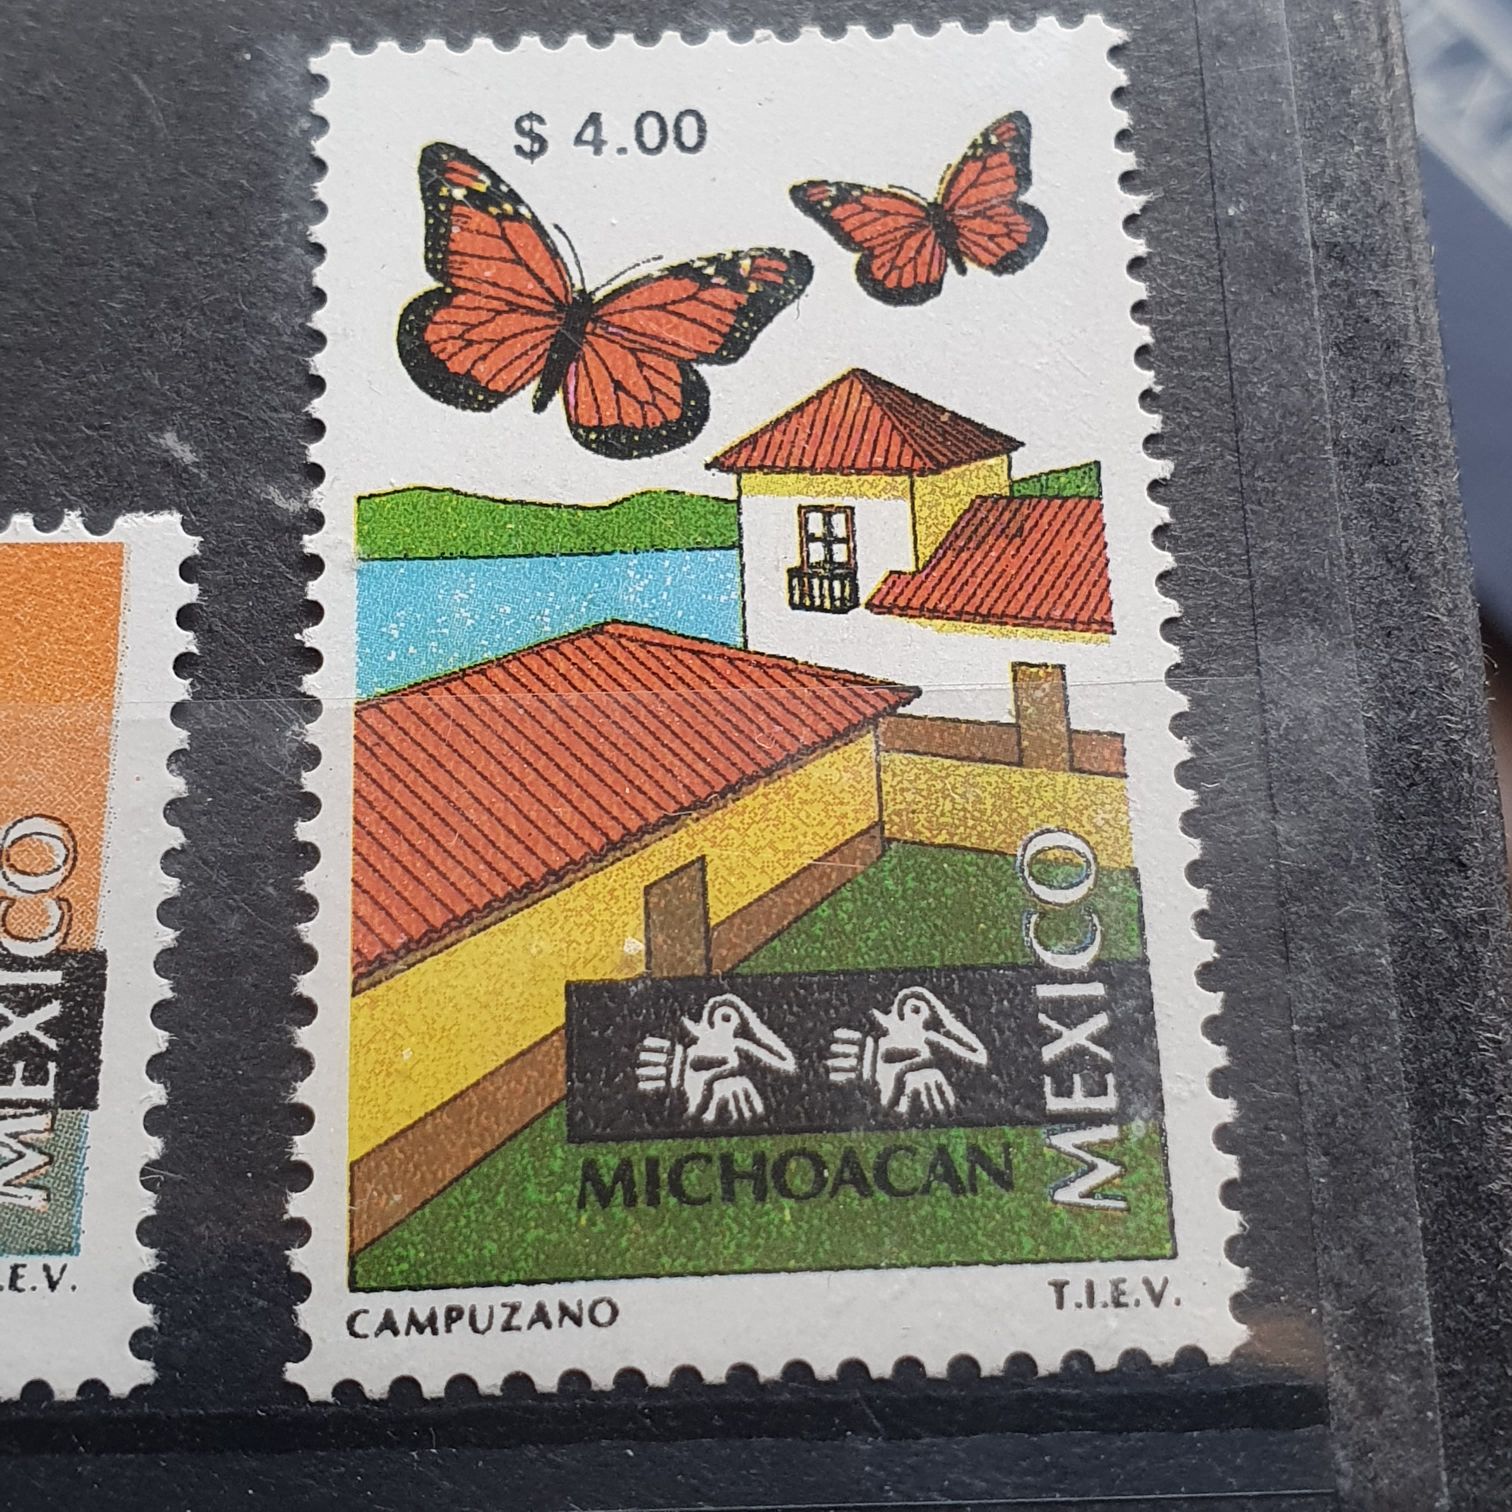 $ 4.00
MEXICO
MICHOACAN
CAMPUZANO
T.I.E.V.
MEXICO
.E.V.